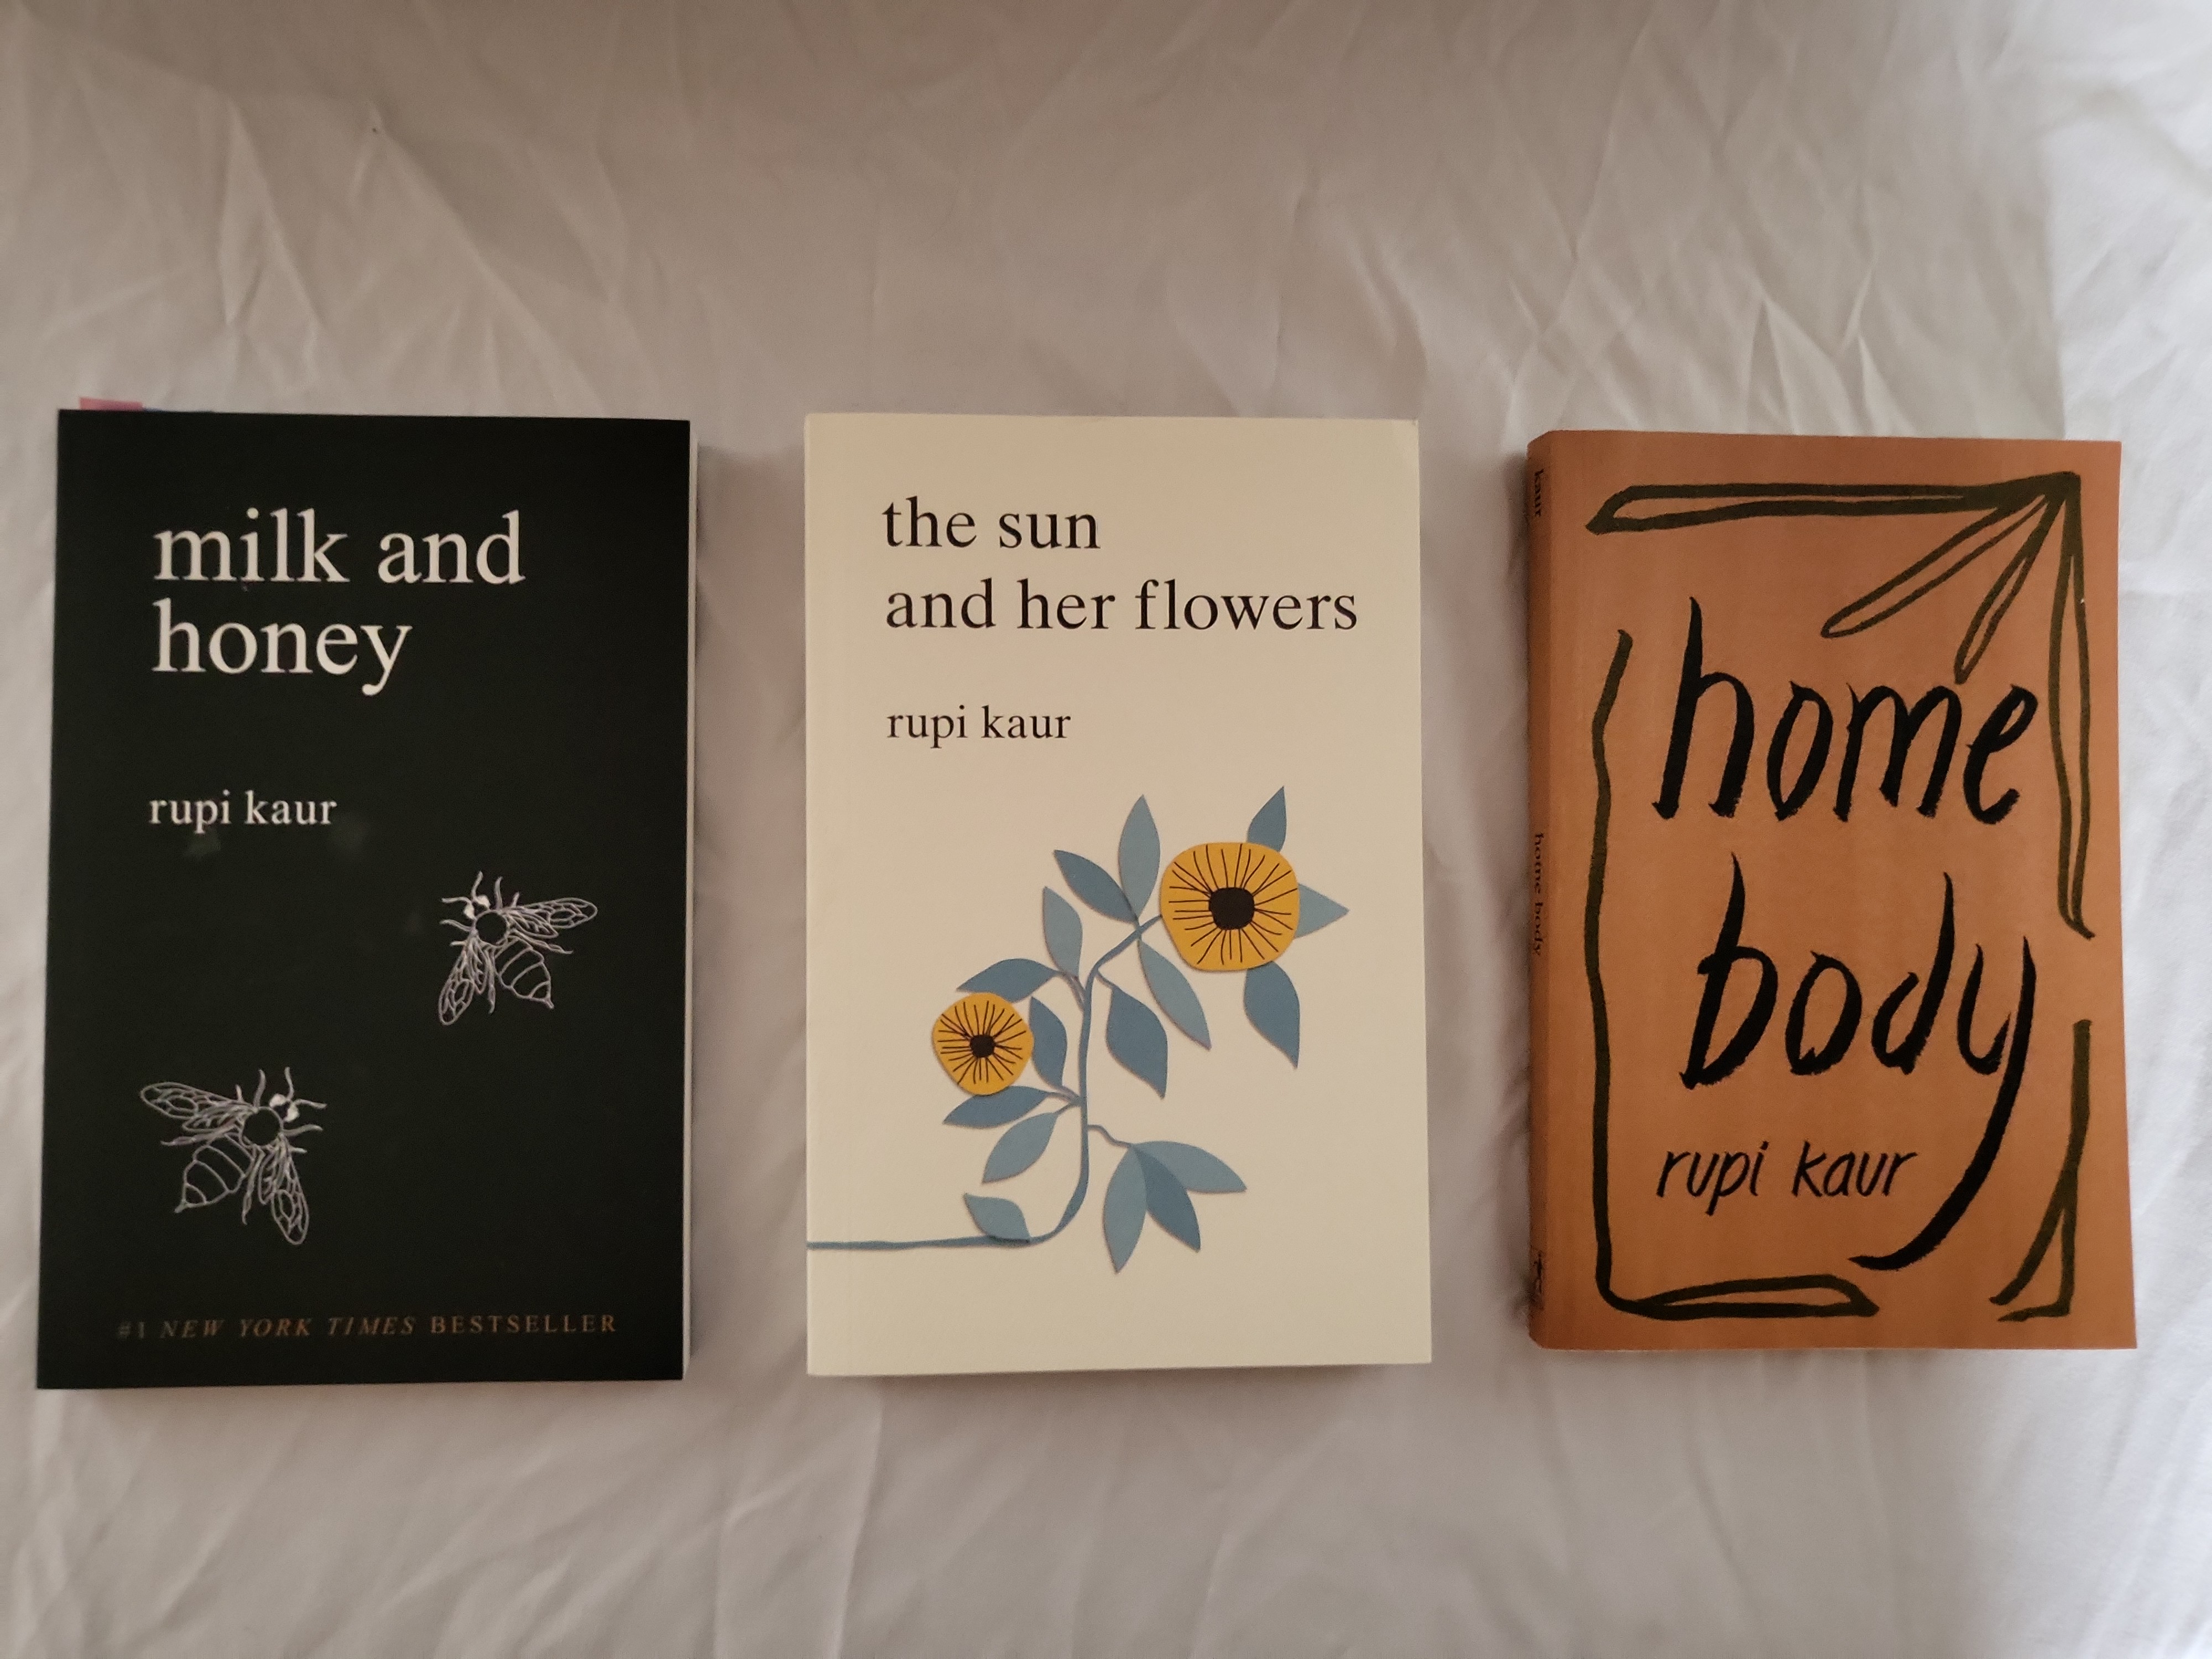 milk and
honey
rupi kaur
#1 NEW YORK TIMES BESTSELLER
the sun
and her flowers
rupi kaur
kaur
home body
home
body
rupi kaur